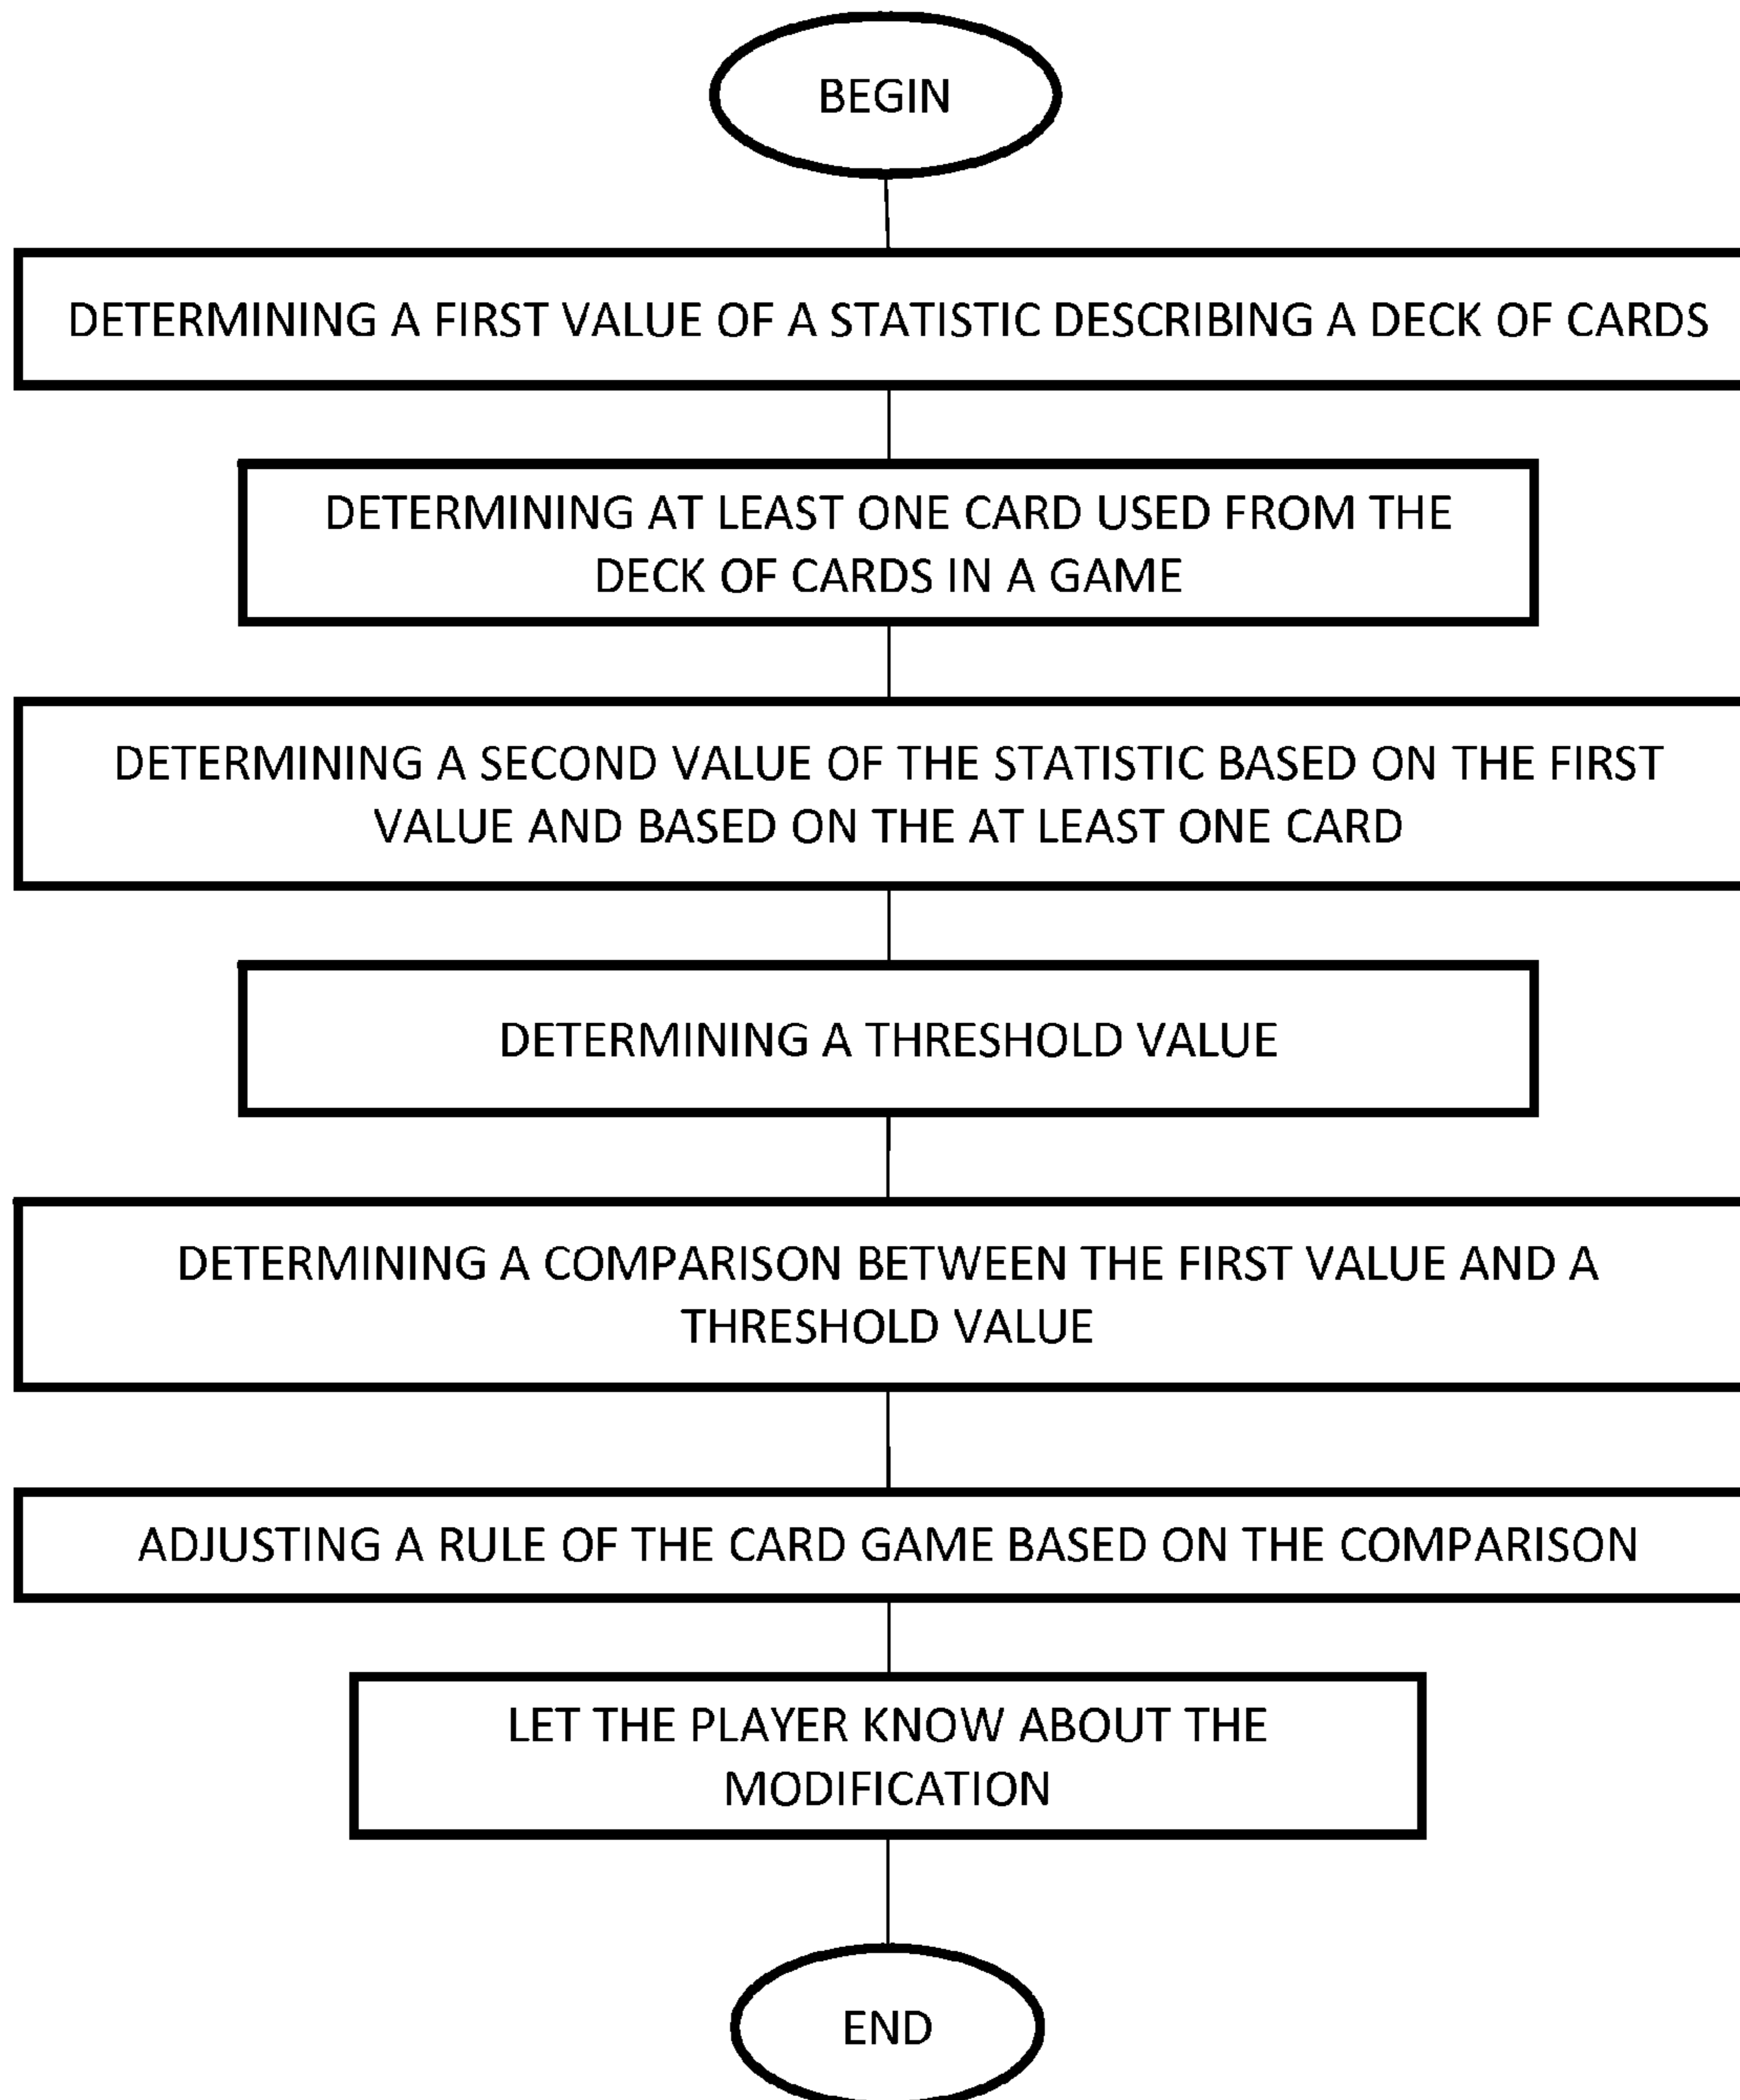 BEGIN
DETERMINING A FIRST VALUE OF A STATISTIC DESCRIBING A DECK OF CARDS
DETERMINING AT LEAST ONE CARD USED FROM THE
DECK OF CARDS IN A GAME
DETERMINING A SECOND VALUE OF THE STATISTIC BASED ON THE FIRST
VALUE AND BASED ON THE AT LEAST ONE CARD
DETERMINING A THRESHOLD VALUE
DETERMINING A COMPARISON BETWEEN THE FIRST VALUE AND A
THRESHOLD VALUE
ADJUSTING A RULE OF THE CARD GAME BASED ON THE COMPARISON
LET THE PLAYER KNOW ABOUT THE
MODIFICATION
END